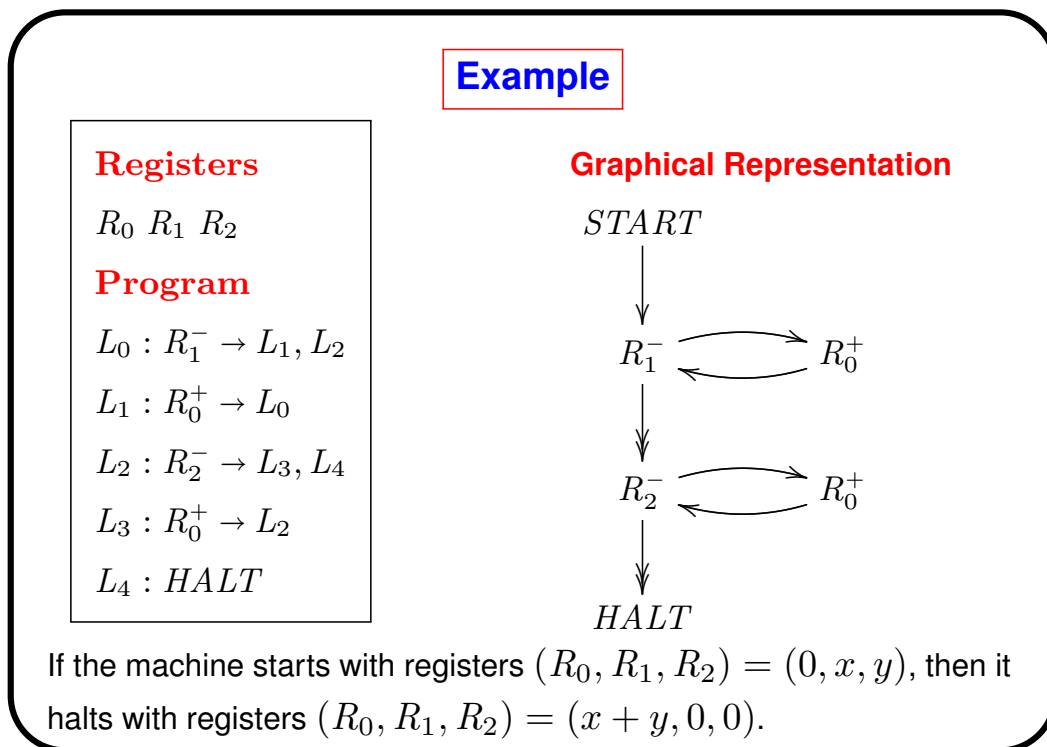 Example
Registers
R₀ R₁ R₂
Program
L₀ : R₁⁻ → L₁, L₂
L₁ : R₀⁺ → L₀
L₂ : R₂⁻ → L₃, L₄
L₃ : R₀⁺ → L₂
L₄ : HALT
Graphical Representation
START
R₁⁻ R₀⁺
R₂⁻ R₀⁺
HALT
If the machine starts with registers (R₀, R₁, R₂) = (0, x, y), then it
halts with registers (R₀, R₁, R₂) = (x + y, 0, 0).